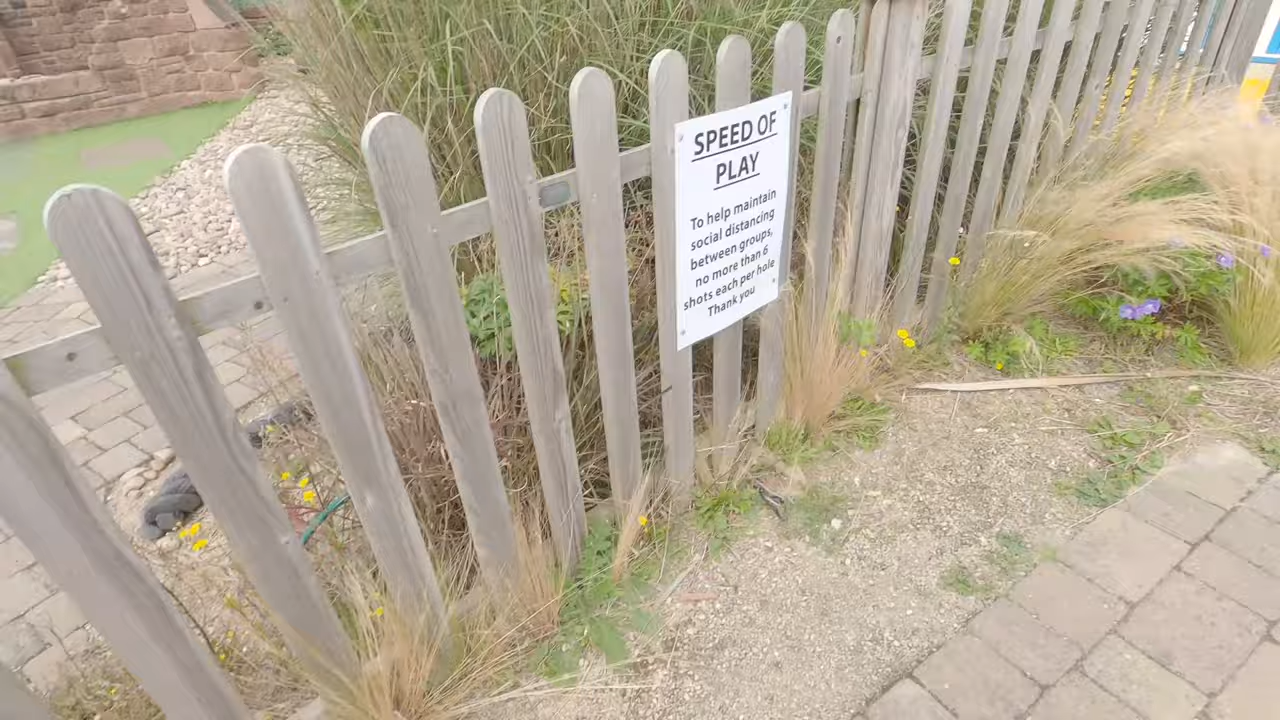 SPEED OF
PLAY
To help maintain
social distancing
between groups,
no more than 6
shots each per hole
Thank you